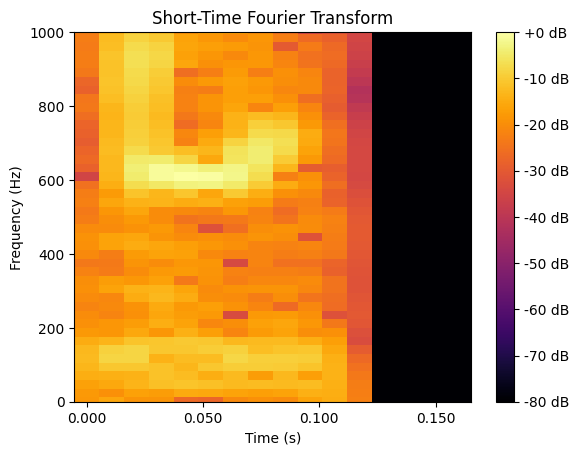 Short-Time Fourier Transform
1000
800
600
400
200
0
Frequency (Hz)
0.000
0.050
0.100
0.150
Time (s)
+0 dB
-10 dB
-20 dB
-30 dB
-40 dB
-50 dB
-60 dB
-70 dB
-80 dB